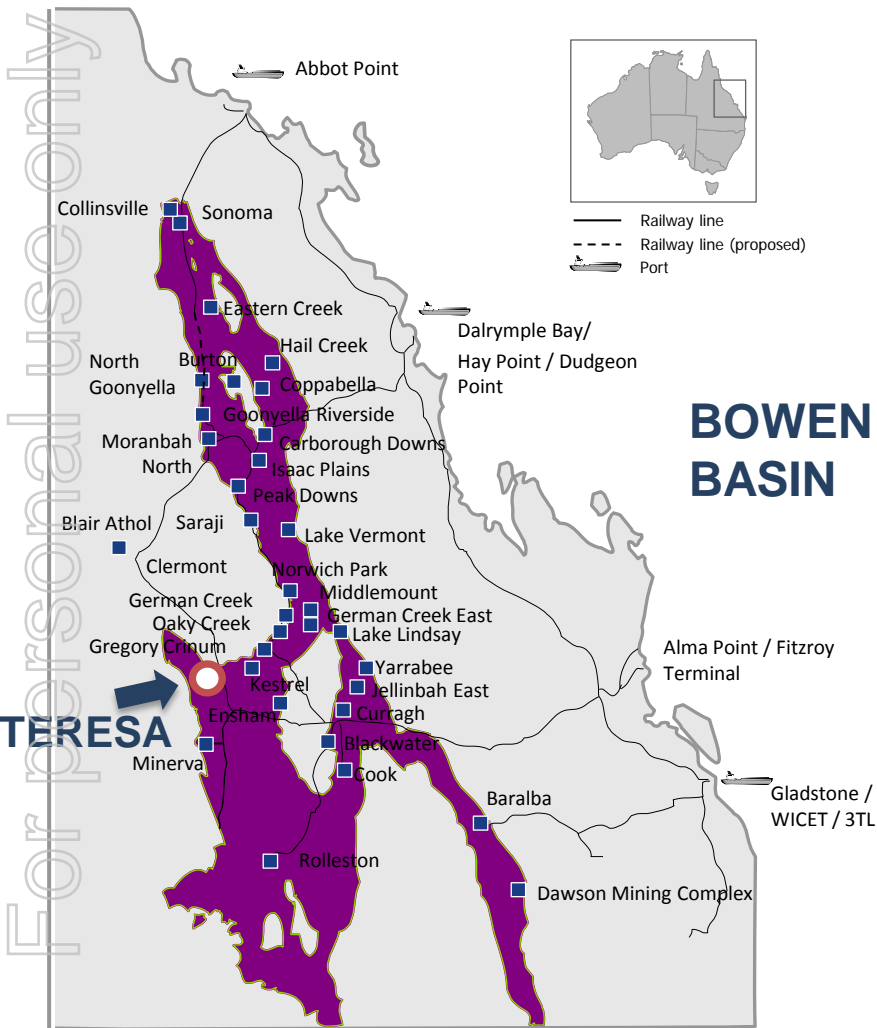 For personal use only
Abbot Point
Railway line
Railway line (proposed)
Port
Collinsville
Sonoma
Eastern Creek
Dalrymple Bay/
Hay Point / Dudgeon
Point
Hail Creek
North
Goonyella
Burton
Coppabella
BOWEN
BASIN
Goonyella Riverside
Moranbah
North
Carborough Downs
Isaac Plains
Peak Downs
Blair Athol
Saraji
Lake Vermont
Clermont
Norwich Park
German Creek
Middlemount
Oaky Creek
German Creek East
Gregory Crinum
Lake Lindsay
Alma Point / Fitzroy
Terminal
Yarrabee
Kestrel
Jellinbah East
Ensham
Curragh
TERESA
Minerva
Blackwater
Cook
Gladstone /
WICET / 3TL
Baralba
Rolleston
Dawson Mining Complex